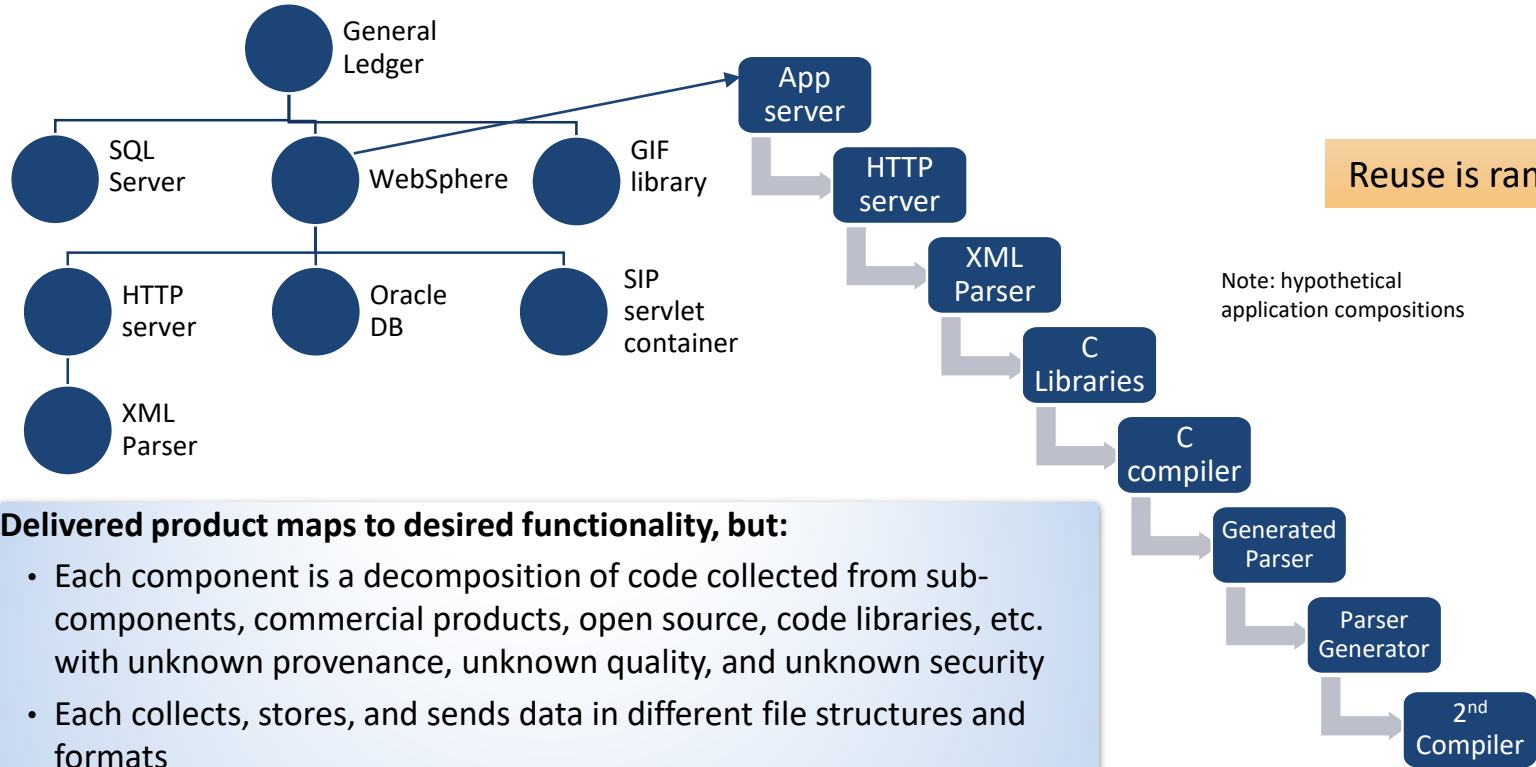 General
Ledger
SQL
Server
WebSphere
GIF
library
HTTP
server
Oracle
DB
SIP
servlet
container
XML
Parser
App
server
HTTP
server
XML
Parser
C
Libraries
C
compiler
Generated
Parser
Parser
Generator
2nd
Compiler
Reuse is
Note: hypothetical
application compositions
Delivered product maps to desired functionality, but:
• Each component is a decomposition of code collected from sub-
components, commercial products, open source, code libraries, etc.
with unknown provenance, unknown quality, and unknown security
• Each collects, stores, and sends data in different file structures and
formats